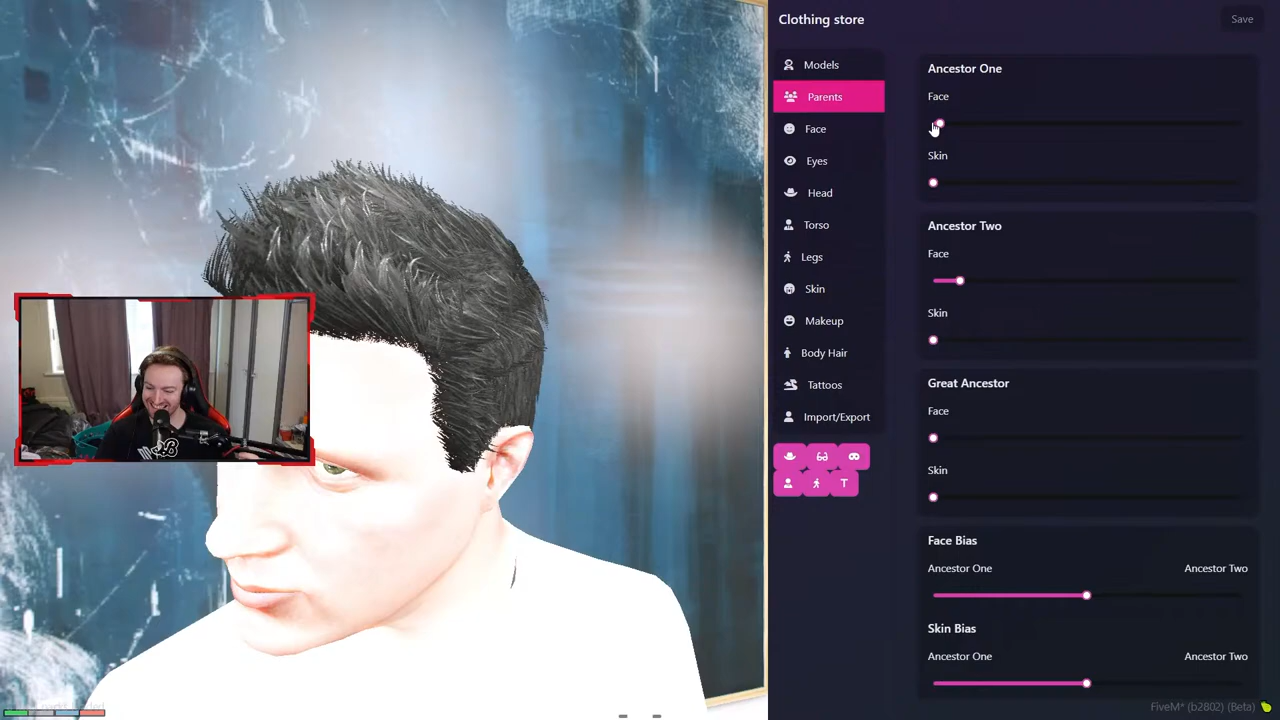 Clothing store
Save
Models
Parents
Face
Eyes
Head
Torso
Legs
Skin
Makeup
Body Hair
Tattoos
Import/Export
T
Ancestor One
Face
Skin
Ancestor Two
Face
Skin
Great Ancestor
Face
Skin
Face Bias
Ancestor One Ancestor Two
Skin Bias
Ancestor One Ancestor Two
FiveM* (b2802) (Beta)